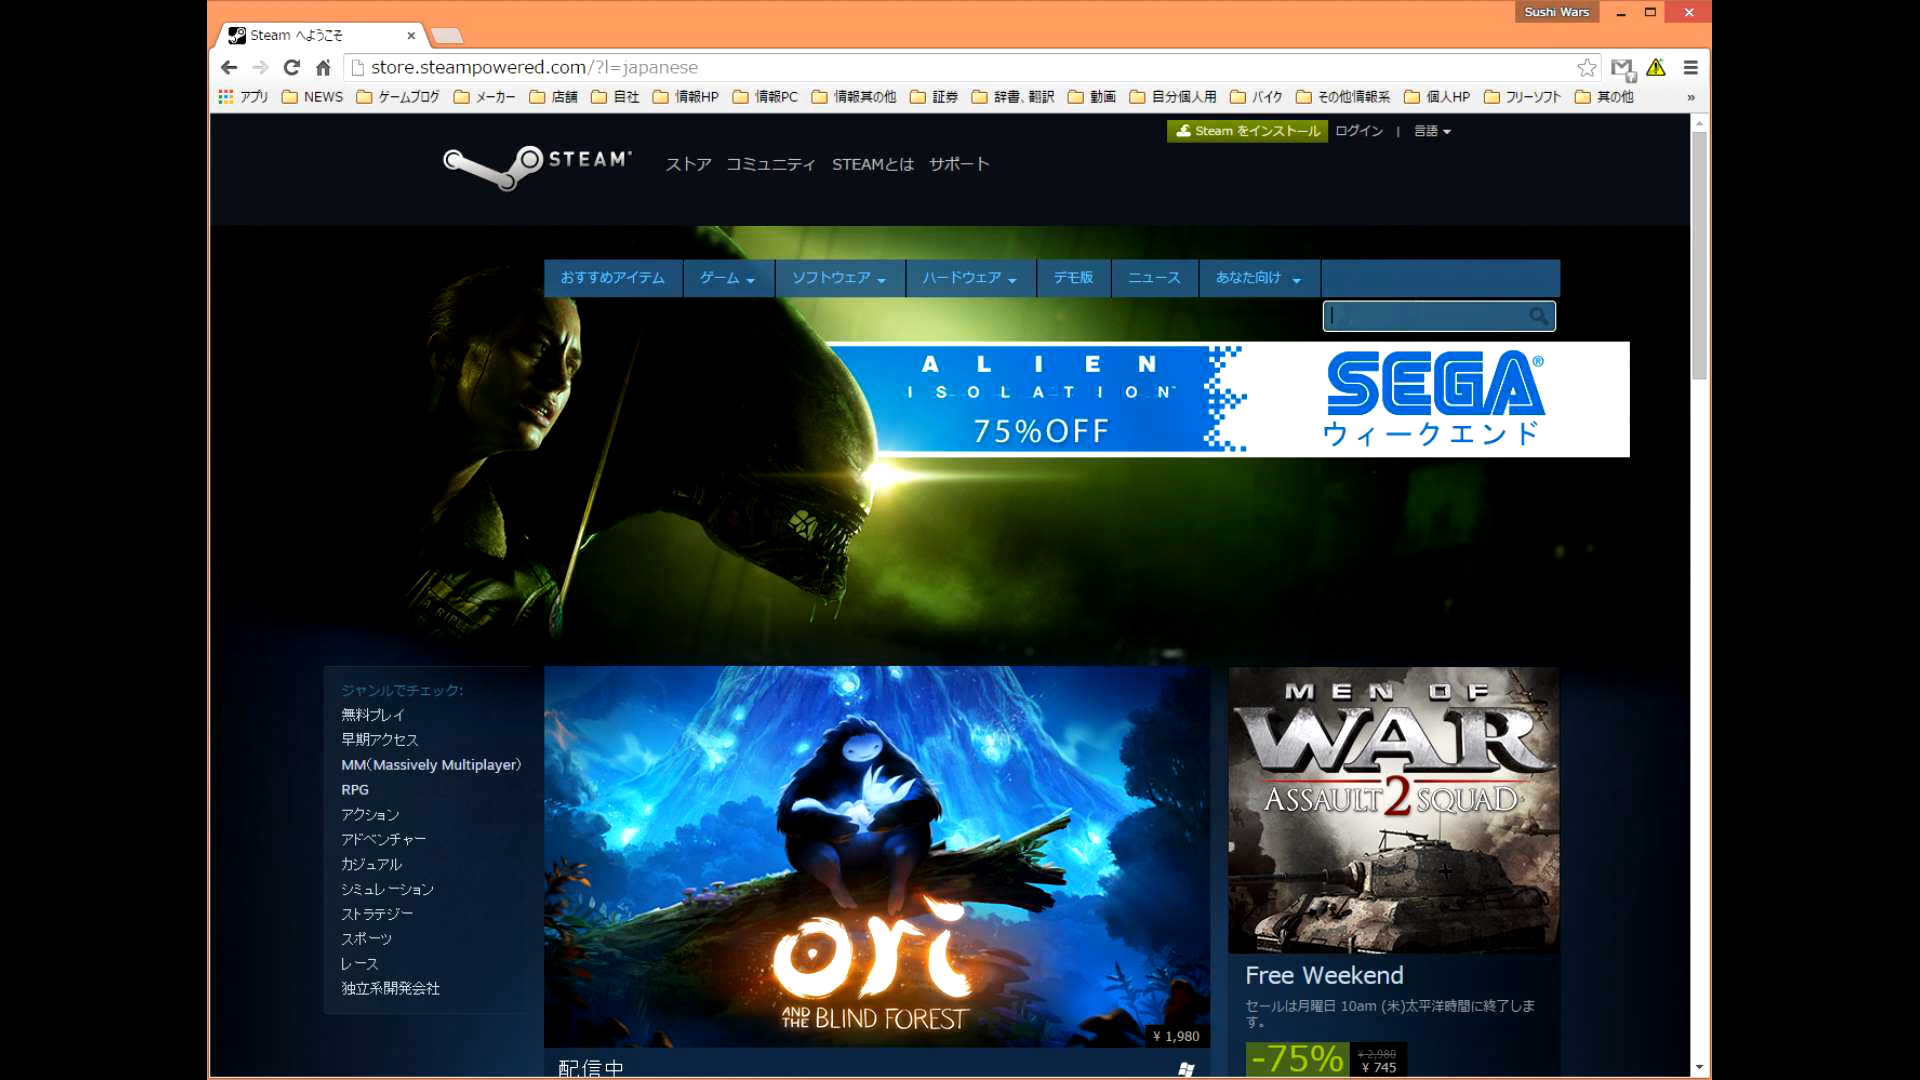 Sushi Wars
Steam へようこそ
store.steampowered.com/?l=japanese
アプリ NEWS ゲームブログ メーカー 店舗 自社 情報HP 情報PC 情報其の他 証券 辞書、翻訳 動画 自分個人用 バイク その他情報系 個人HP フリーソフト 其の他 »
Steam をインストール ログイン | 言語
STEAM ストア コミュニティ STEAMとは サポート
おすすめアイテム ゲーム ソフトウェア ハードウェア デモ版 ニュース あなた向け
ALIEN
ISOLATION™
75%OFF
SEGA®
ウィークエンド
ジャンルでチェック:
無料プレイ
早期アクセス
MM(Massively Multiplayer)
RPG
アクション
アドベンチャー
カジュアル
シミュレーション
ストラテジー
スポーツ
レース
独立系開発会社
ori
AND THE BLIND FOREST
¥ 1,980
配信中
MEN OF
WAR
ASSAULT 2 SQUAD
Free Weekend
セールは月曜日 10am (米)太平洋時間に終了しま
す。
-75%
¥ 2,980
¥ 745